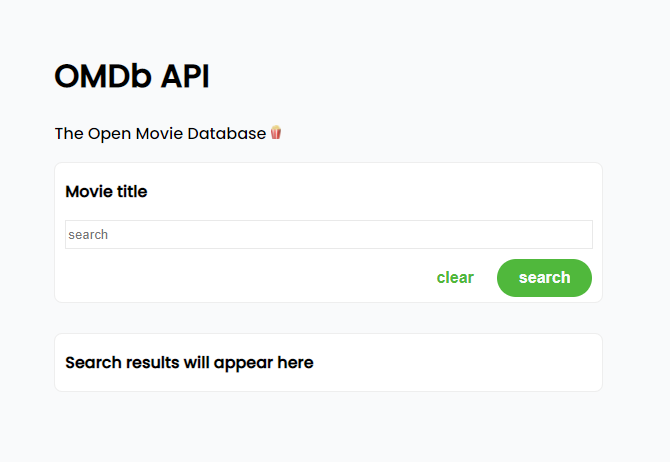 OMDb API
The Open Movie Database🍿
Movie title
search
clear search
Search results will appear here